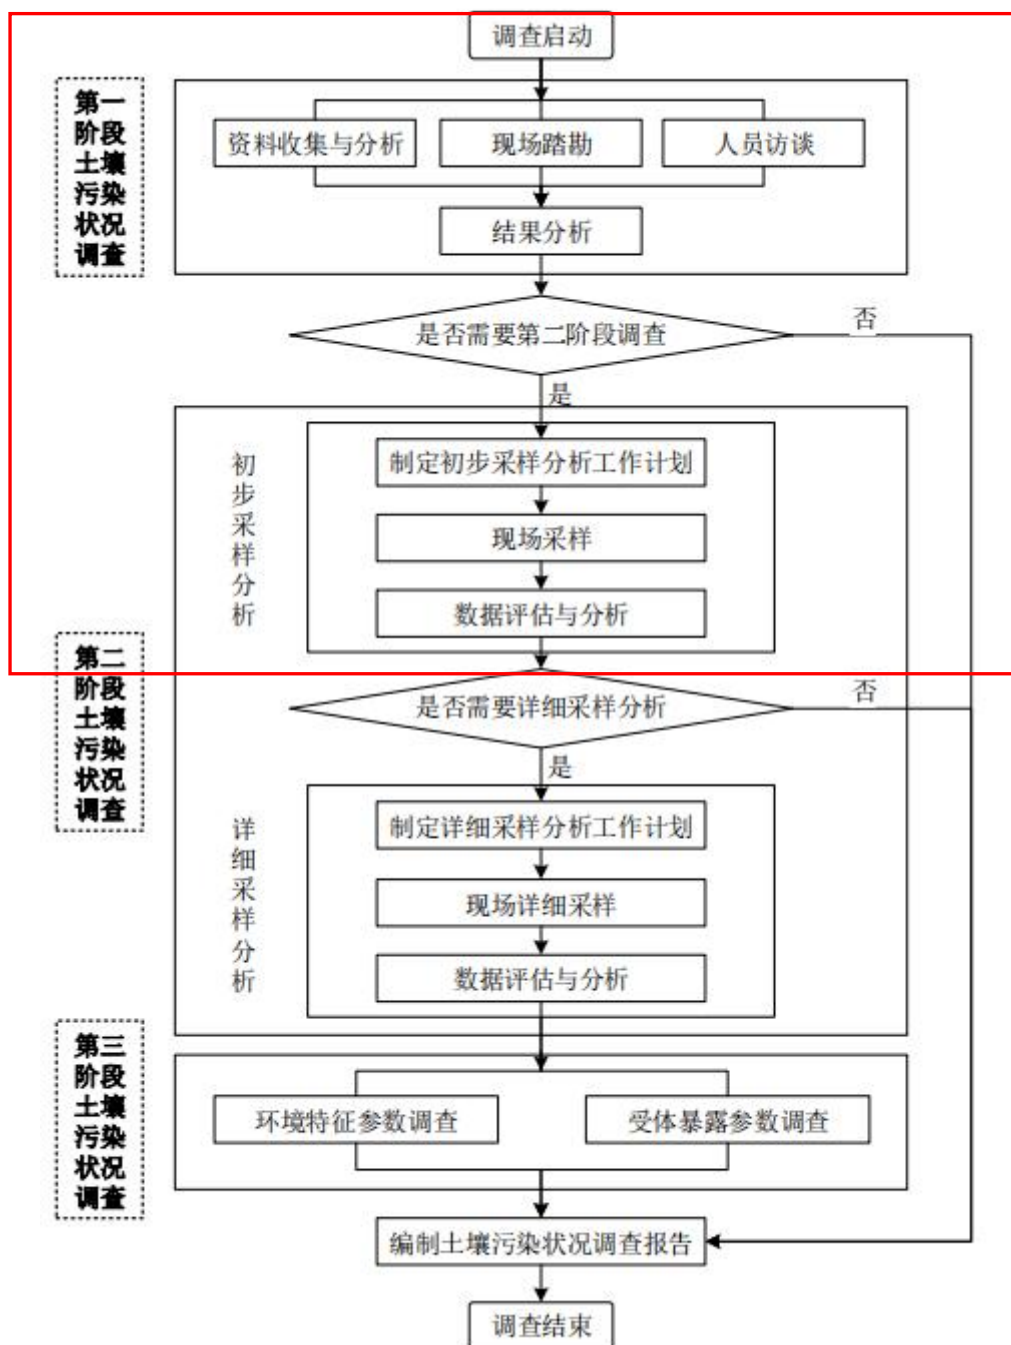 调查启动
第一
阶段
土壤
污染
状况
调查
资料收集与分析
现场踏勘
人员访谈
结果分析
是否需要第二阶段调查
否
是
初
步
采
样
分
析
制定初步采样分析工作计划
现场采样
数据评估与分析
第二
阶段
土壤
污染
状况
调查
是否需要详细采样分析
否
是
详
细
采
样
分
析
制定详细采样分析工作计划
现场详细采样
数据评估与分析
第三
阶段
土壤
污染
状况
调查
环境特征参数调查
受体暴露参数调查
编制土壤污染状况调查报告
调查结束